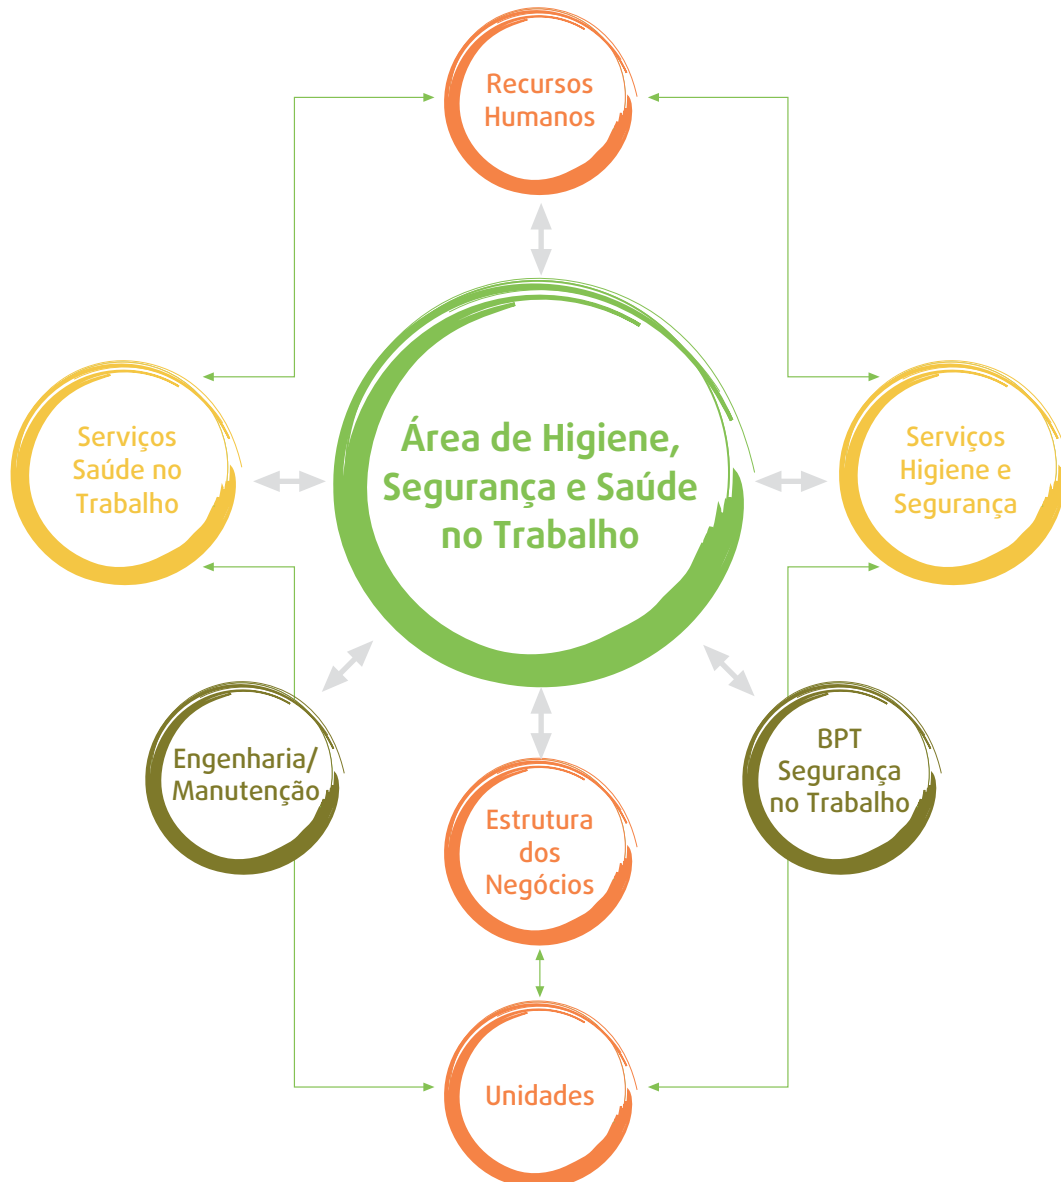 Recursos
Humanos
Área de Higiene,
Segurança e Saúde
no Trabalho
Serviços
Saúde no
Trabalho
Serviços
Higiene e
Segurança
Engenharia/
Manutenção
BPT
Segurança
no Trabalho
Estrutura
dos
Negócios
Unidades